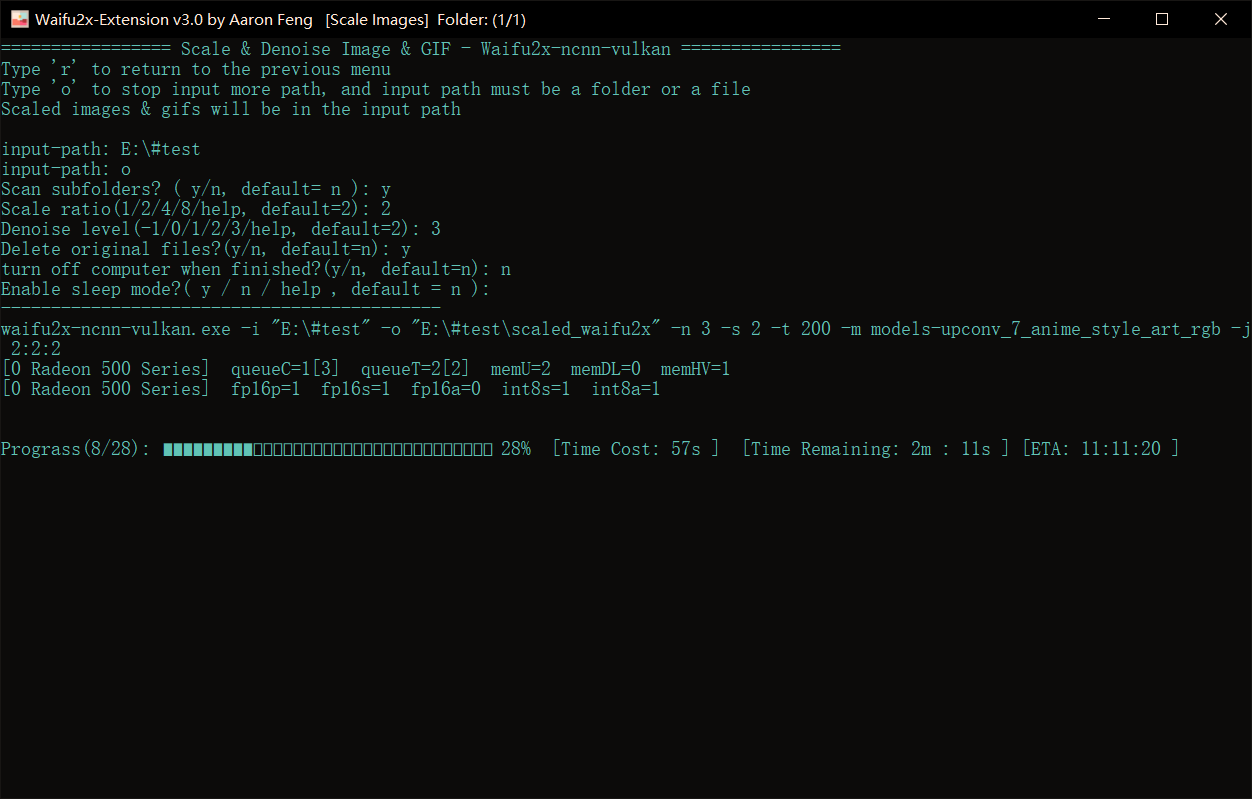 Waifu2x-Extension v3.0 by Aaron Feng [Scale Images] Folder: (1/1)
================= Scale & Denoise Image & GIF - Waifu2x-ncnn-vulkan ================
Type 'r' to return to the previous menu
Type 'o' to stop input more path, and input path must be a folder or a file
Scaled images & gifs will be in the input path
input-path: E:\#test
input-path: o
Scan subfolders? ( y/n, default= n ): y
Scale ratio(1/2/4/8/help, default=2): 2
Denoise level(-1/0/1/2/3/help, default=2): 3
Delete original files?(y/n, default=n): y
turn off computer when finished?(y/n, default=n): n
Enable sleep mode?( y / n / help , default = n ):
--------------------------------------------
waifu2x-ncnn-vulkan.exe -i "E:\#test" -o "E:\#test\scaled_waifu2x" -n 3 -s 2 -t 200 -m models-upconv_7_anime_style_art_rgb -j
2:2:2
[0 Radeon 500 Series] queueC=1[3] queueT=2[2] memU=2 memDL=0 memHV=1
[0 Radeon 500 Series] fp16p=1 fp16s=1 fp16a=0 int8s=1 int8a=1
Prograss(8/28): ■■■■■■■■■□□□□□□□□□□□□□□□□□□□□□□□□ 28% [Time Cost: 57s ] [Time Remaining: 2m : 11s ] [ETA: 11:11:20 ]